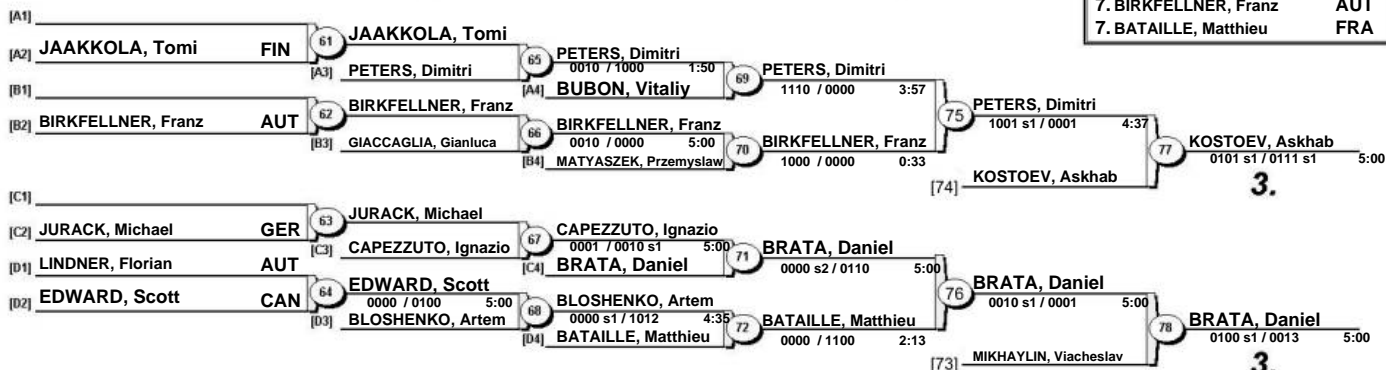 7. BIRKFELLNER, Franz AUT
7. BATAILLE, Matthieu FRA
[A1]
[A2] JAAKKOLA, Tomi FIN
61
JAAKKOLA, Tomi
[A3] PETERS, Dimitri
65
PETERS, Dimitri
0010 / 1000 1:50
[A4] BUBON, Vitaliy
69
PETERS, Dimitri
1110 / 0000 3:57
[B1]
[B2] BIRKFELLNER, Franz AUT
62
BIRKFELLNER, Franz
[B3] GIACCAGLIA, Gianluca
66
BIRKFELLNER, Franz
0010 / 0000 5:00
[B4] MATYASZEK, Przemyslaw
70
BIRKFELLNER, Franz
1000 / 0000 0:33
75
PETERS, Dimitri
1001 s1 / 0001 4:37
[74] KOSTOEV, Askhab
77
KOSTOEV, Askhab
0101 s1 / 0111 s1 5:00
3.
[C1]
[C2] JURACK, Michael GER
63
JURACK, Michael
[C3] CAPEZZUTO, Ignazio
67
CAPEZZUTO, Ignazio
0001 / 0010 s1 5:00
[C4] BRATA, Daniel
71
BRATA, Daniel
0000 s2 / 0110 5:00
[D1] LINDNER, Florian AUT
[D2] EDWARD, Scott CAN
64
EDWARD, Scott
0000 / 0100 5:00
[D3] BLOSHENKO, Artem
68
BLOSHENKO, Artem
0000 s1 / 1012 4:35
[D4] BATAILLE, Matthieu
72
BATAILLE, Matthieu
0000 / 1100 2:13
76
BRATA, Daniel
0010 s1 / 0001 5:00
[73] MIKHAYLIN, Viacheslav
78
BRATA, Daniel
0100 s1 / 0013 5:00
3.